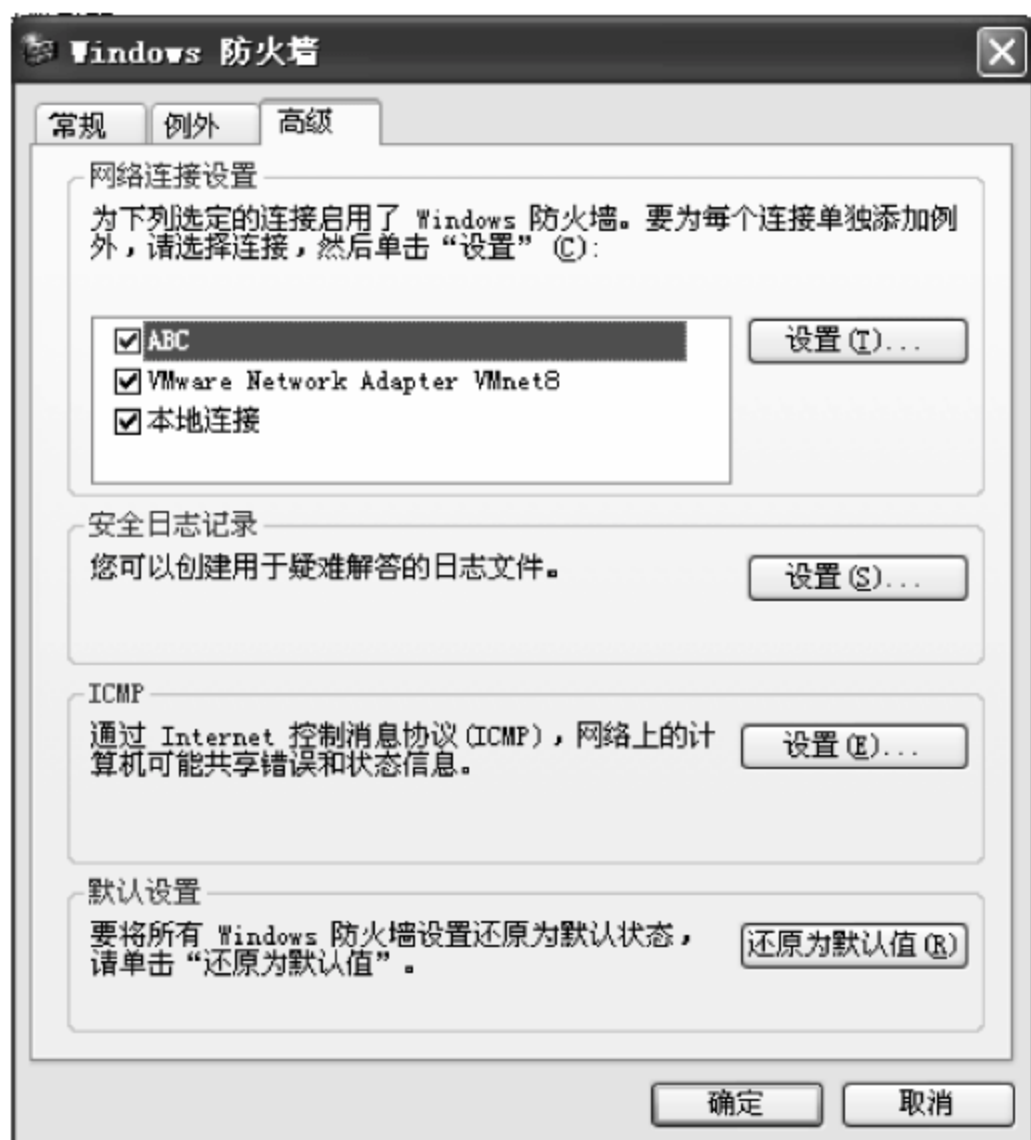 Windows 防火墙
常规 例外 高级
网络连接设置
为下列选定的连接启用了 Windows 防火墙。要为每个连接单独添加例
外，请选择连接，然后单击“设置”(C):
ABC
设置(T)...
VMware Network Adapter VMnet8
本地连接
安全日志记录
您可以创建用于疑难解答的日志文件。
设置(S)...
ICMP
通过 Internet 控制消息协议(ICMP)，网络上的计
算机可能共享错误和状态信息。
设置(E)...
默认设置
要将所有 Windows 防火墙设置还原为默认状态，
请单击“还原为默认值”。
还原为默认值(R)
确定 取消